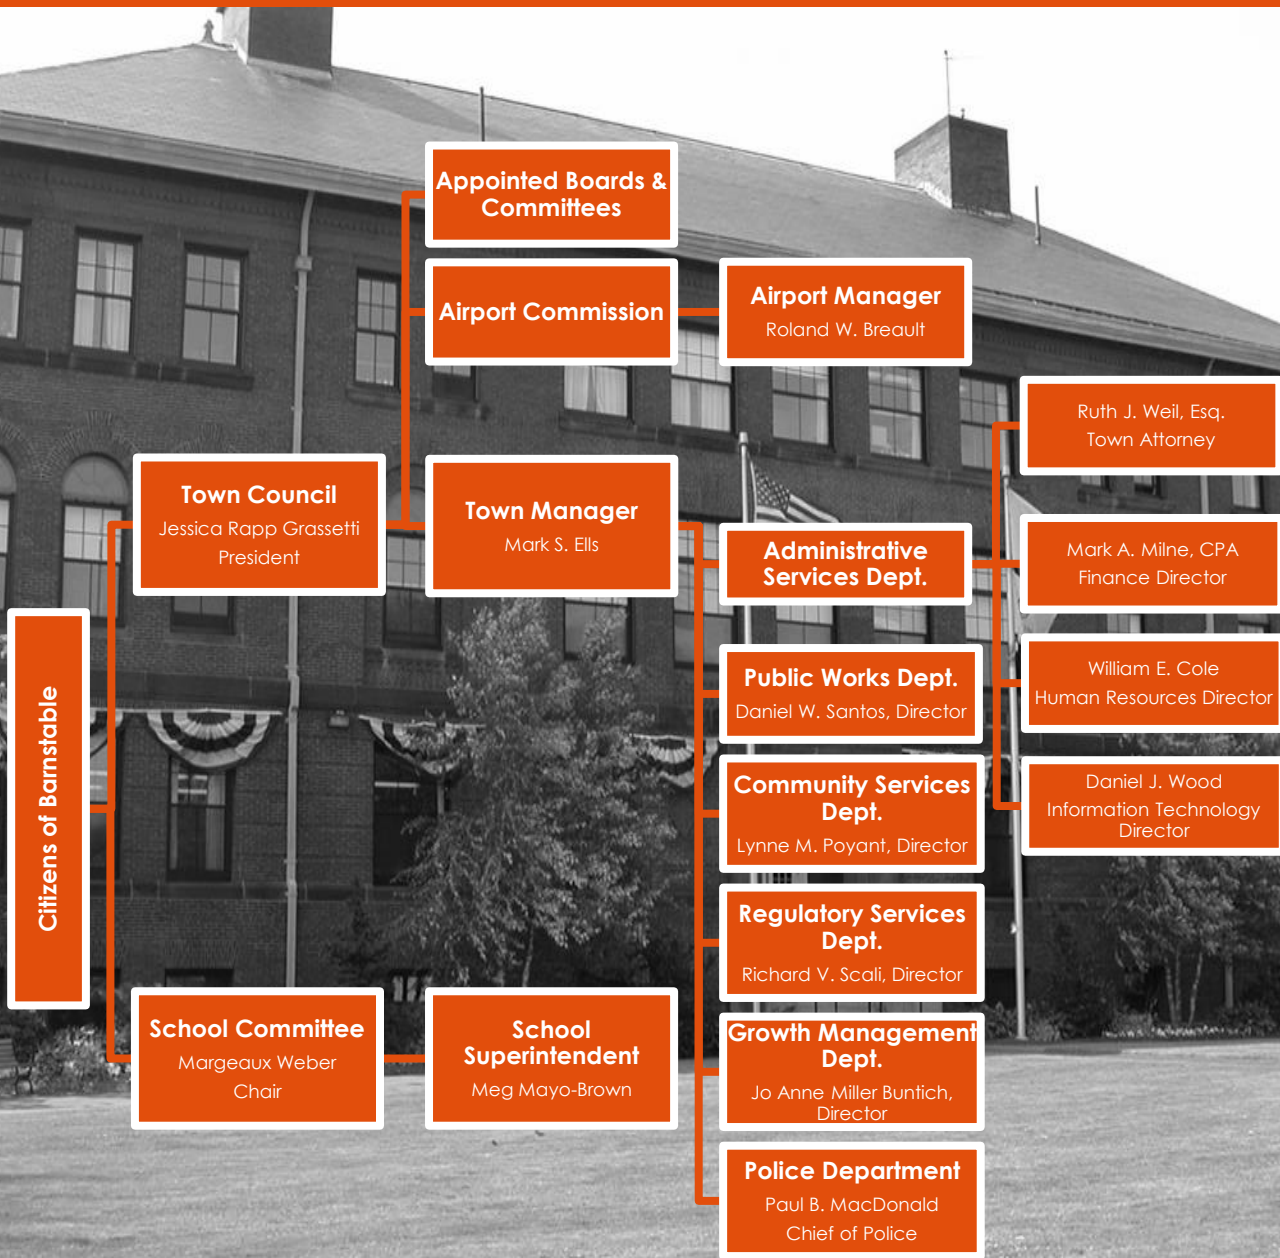 Appointed Boards &
Committees
Airport Commission
Airport Manager
Roland W. Breault
Ruth J. Weil, Esq.
Town Attorney
Town Council
Jessica Rapp Grassetti
President
Town Manager
Mark S. Ells
Administrative
Services Dept.
Mark A. Milne, CPA
Finance Director
William E. Cole
Human Resources Director
Daniel J. Wood
Information Technology
Director
Public Works Dept.
Daniel W. Santos, Director
Community Services
Dept.
Lynne M. Poyant, Director
Regulatory Services
Dept.
Richard V. Scali, Director
Growth Management
Dept.
Jo Anne Miller Buntich,
Director
Police Department
Paul B. MacDonald
Chief of Police
Citizens of Barnstable
School Committee
Margeaux Weber
Chair
School
Superintendent
Meg Mayo-Brown